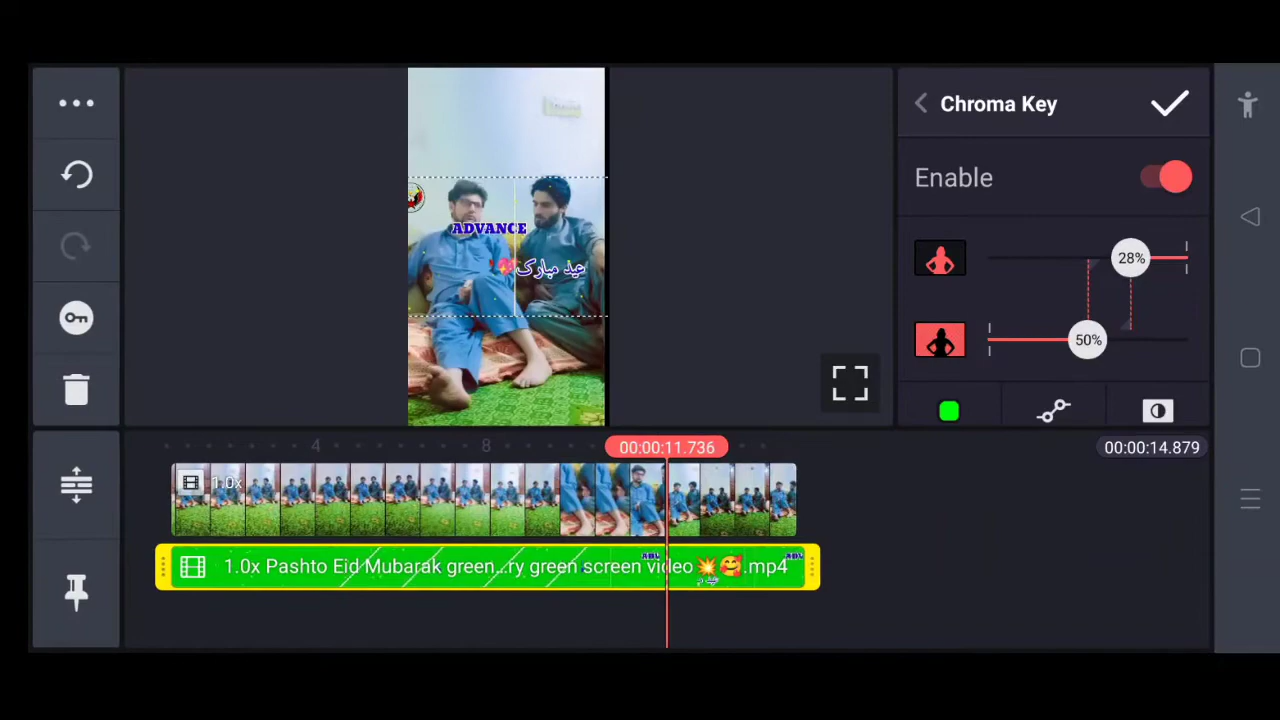 Chroma Key
Enable
28%
50%
ADVANCE
عید مبارک
4
8
00:00:11.736
00:00:14.879
1.0x
1.0x Pashto Eid Mubarak green...ry green screen video 💥🥰.mp4